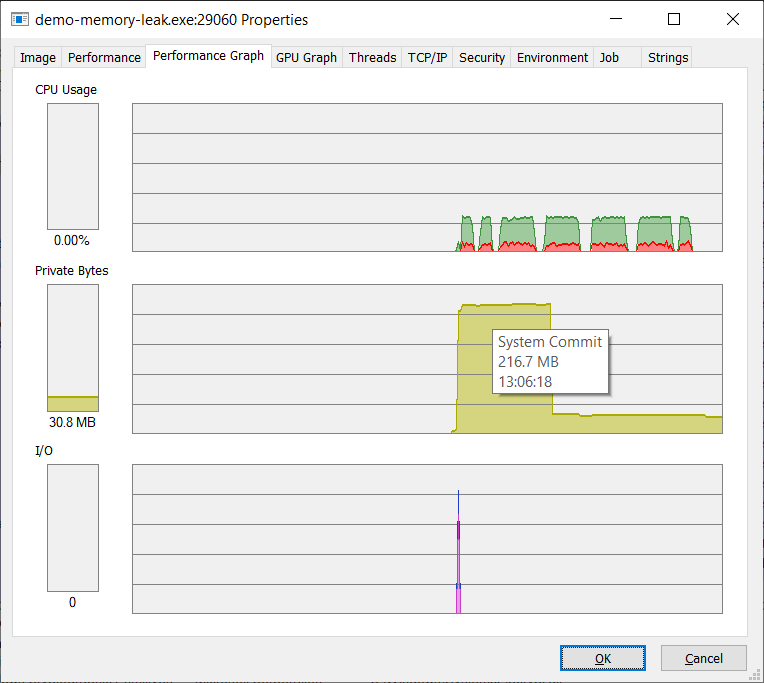 demo-memory-leak.exe:29060 Properties
Image Performance Performance Graph GPU Graph Threads TCP/IP Security Environment Job Strings
CPU Usage
0.00%
Private Bytes
System Commit
216.7 MB
13:06:18
30.8 MB
I/O
0
OK Cancel